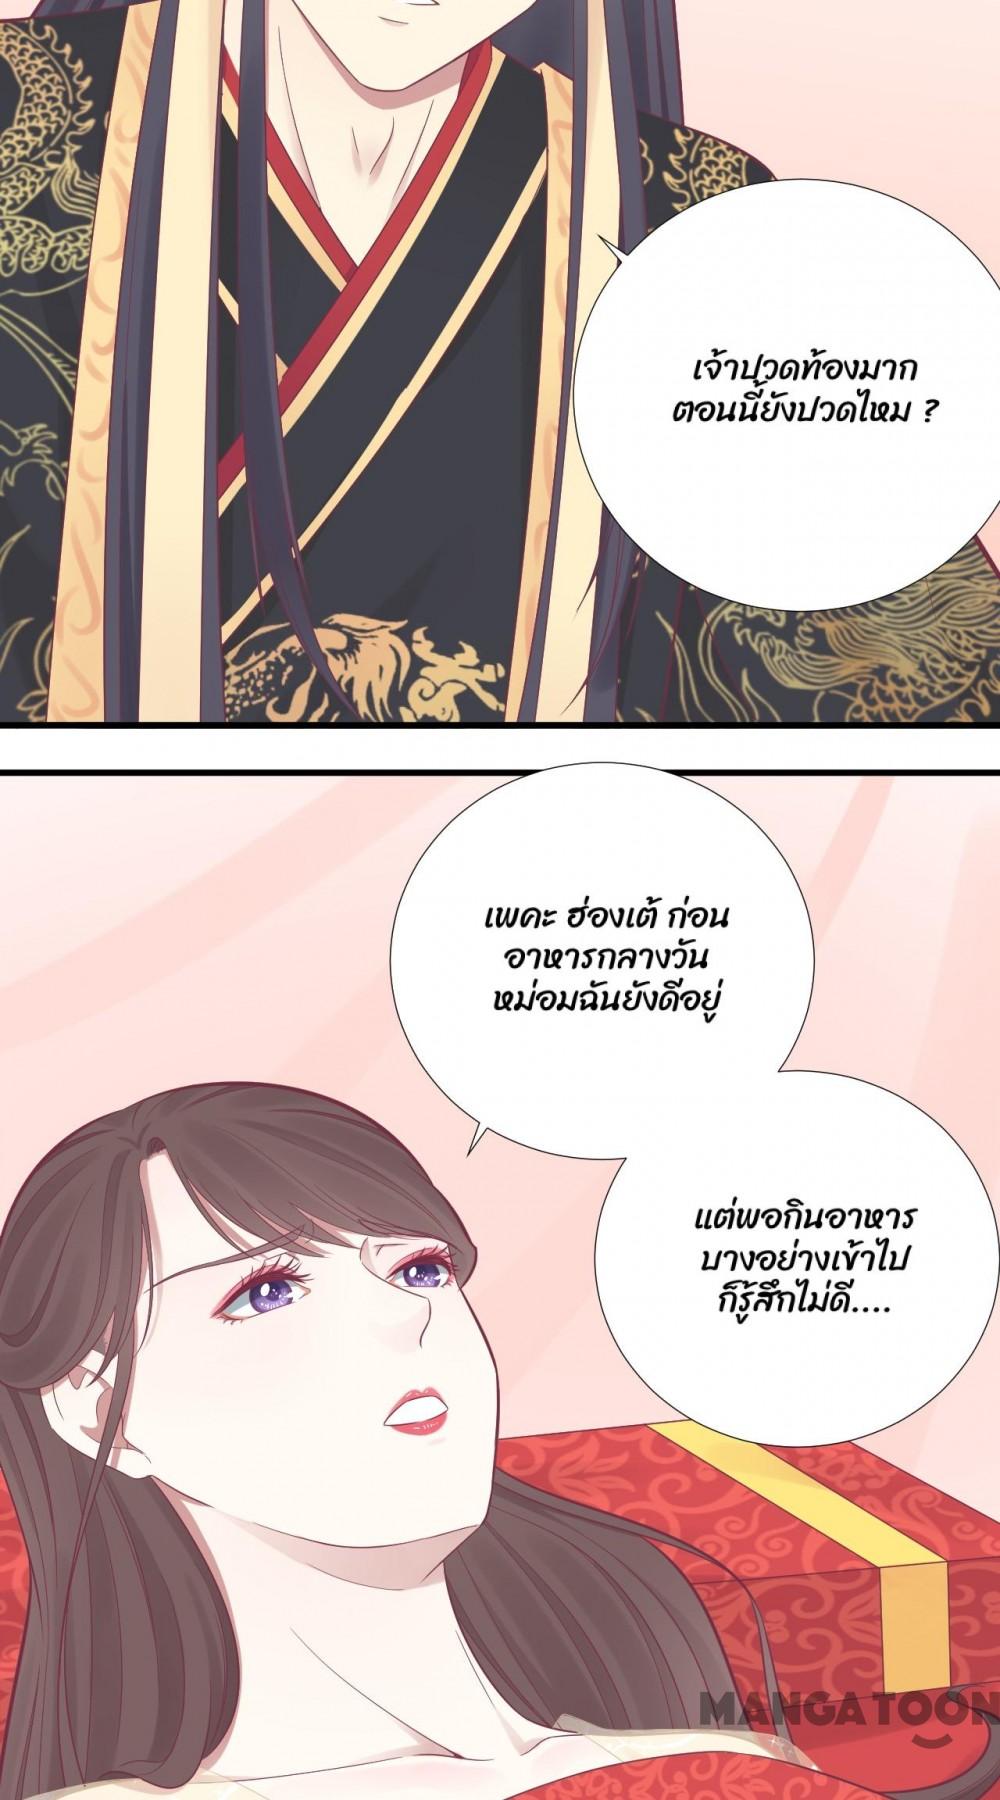 เจ้าปวดท้องมาก
ตอนนี้ยังปวดไหม ?
เพคะ ฮ่องเต้ ก่อน
อาหารกลางวัน
หม่อมฉันยังดีอยู่
แต่พอกินอาหาร
บางอย่างเข้าไป
ก็รู้สึกไม่ดี....
MANGATOON